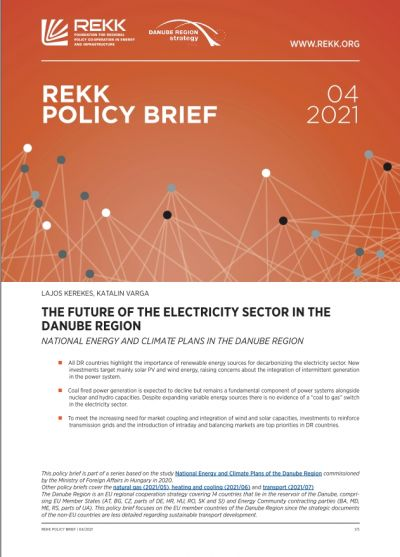 REKK
FOUNDATION FOR REGIONAL
POLICY COOPERATION IN ENERGY
AND INFRASTRUCTURE
DANUBE REGION
strategy
WWW.REKK.ORG
REKK
POLICY BRIEF
04
2021
LAJOS KEREKES, KATALIN VARGA
THE FUTURE OF THE ELECTRICITY SECTOR IN THE
DANUBE REGION
NATIONAL ENERGY AND CLIMATE PLANS IN THE DANUBE REGION
All DR countries highlight the importance of renewable energy sources for decarbonizing the electricity sector. New
investments target mainly solar PV and wind energy, raising concerns about the integration of intermittent generation
in the power system.
Coal fired power generation is expected to decline but remains a fundamental component of power systems alongside
nuclear and hydro capacities. Despite expanding variable energy sources there is no evidence of a "coal to gas" switch
in the electricity sector.
To meet the increasing need for market coupling and integration of wind and solar capacities, investments to reinforce
transmission grids and the introduction of intraday and balancing markets are top priorities in DR countries.
This policy brief is part of a series based on the study National Energy and Climate Plans of the Danube Region commissioned
by the Ministry of Foreign Affairs in Hungary in 2020.
Other policy briefs cover the natural gas (2021/05), heating and cooling (2021/06) and transport (2021/07)
The Danube Region is an EU regional cooperation strategy covering 14 countries that lie in the reservoir of the Danube, compri-
sing EU Member States (AT, BG, CZ, parts of DE, HR, HU, RO, SK and SI) and Energy Community contracting parties (BA, MD,
ME, RS, parts of UA). This policy brief focuses on the EU member countries of the Danube Region since the strategic documents
of the non-EU countries are less detailed regarding sustainable transport development.
REKK POLICY BRIEF | 04/2021
1/5